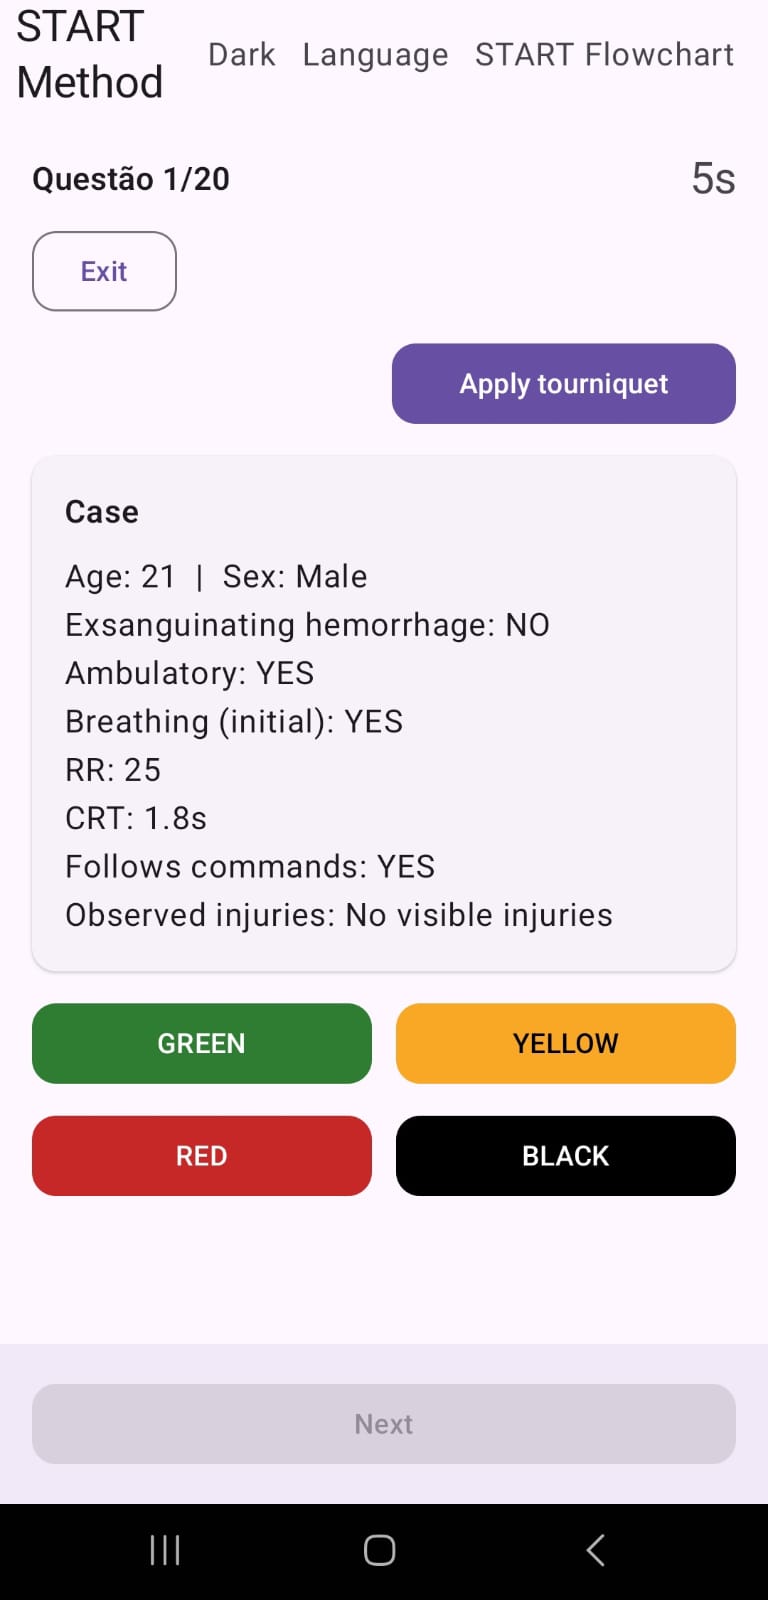 START
Method
Dark Language START Flowchart
Questão 1/20
5s
Exit
Apply tourniquet
Case
Age: 21 | Sex: Male
Exsanguinating hemorrhage: NO
Ambulatory: YES
Breathing (initial): YES
RR: 25
CRT: 1.8s
Follows commands: YES
Observed injuries: No visible injuries
GREEN
YELLOW
RED
BLACK
Next